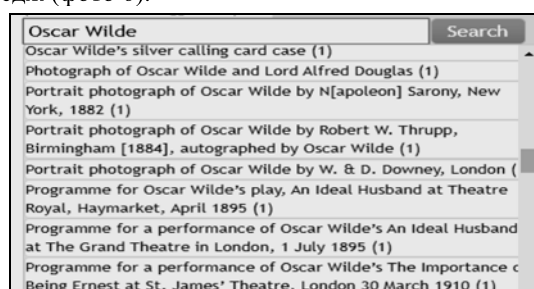 (фото 6).
Oscar Wilde Search
Oscar Wilde's silver calling card case (1)
Photograph of Oscar Wilde and Lord Alfred Douglas (1)
Portrait photograph of Oscar Wilde by N[apoleon] Sarony, New
York, 1882 (1)
Portrait photograph of Oscar Wilde by Robert W. Thrupp,
Birmingham [1884], autographed by Oscar Wilde (1)
Portrait photograph of Oscar Wilde by W. & D. Downey, London (
Programme for Oscar Wilde's play, An Ideal Husband at Theatre
Royal, Haymarket, April 1895 (1)
Programme for a performance of Oscar Wilde's An Ideal Husband
at The Grand Theatre in London, 1 July 1895 (1)
Programme for a performance of Oscar Wilde's The Importance
Being Ernest at St. James' Theatre, London 30 March 1910 (1)